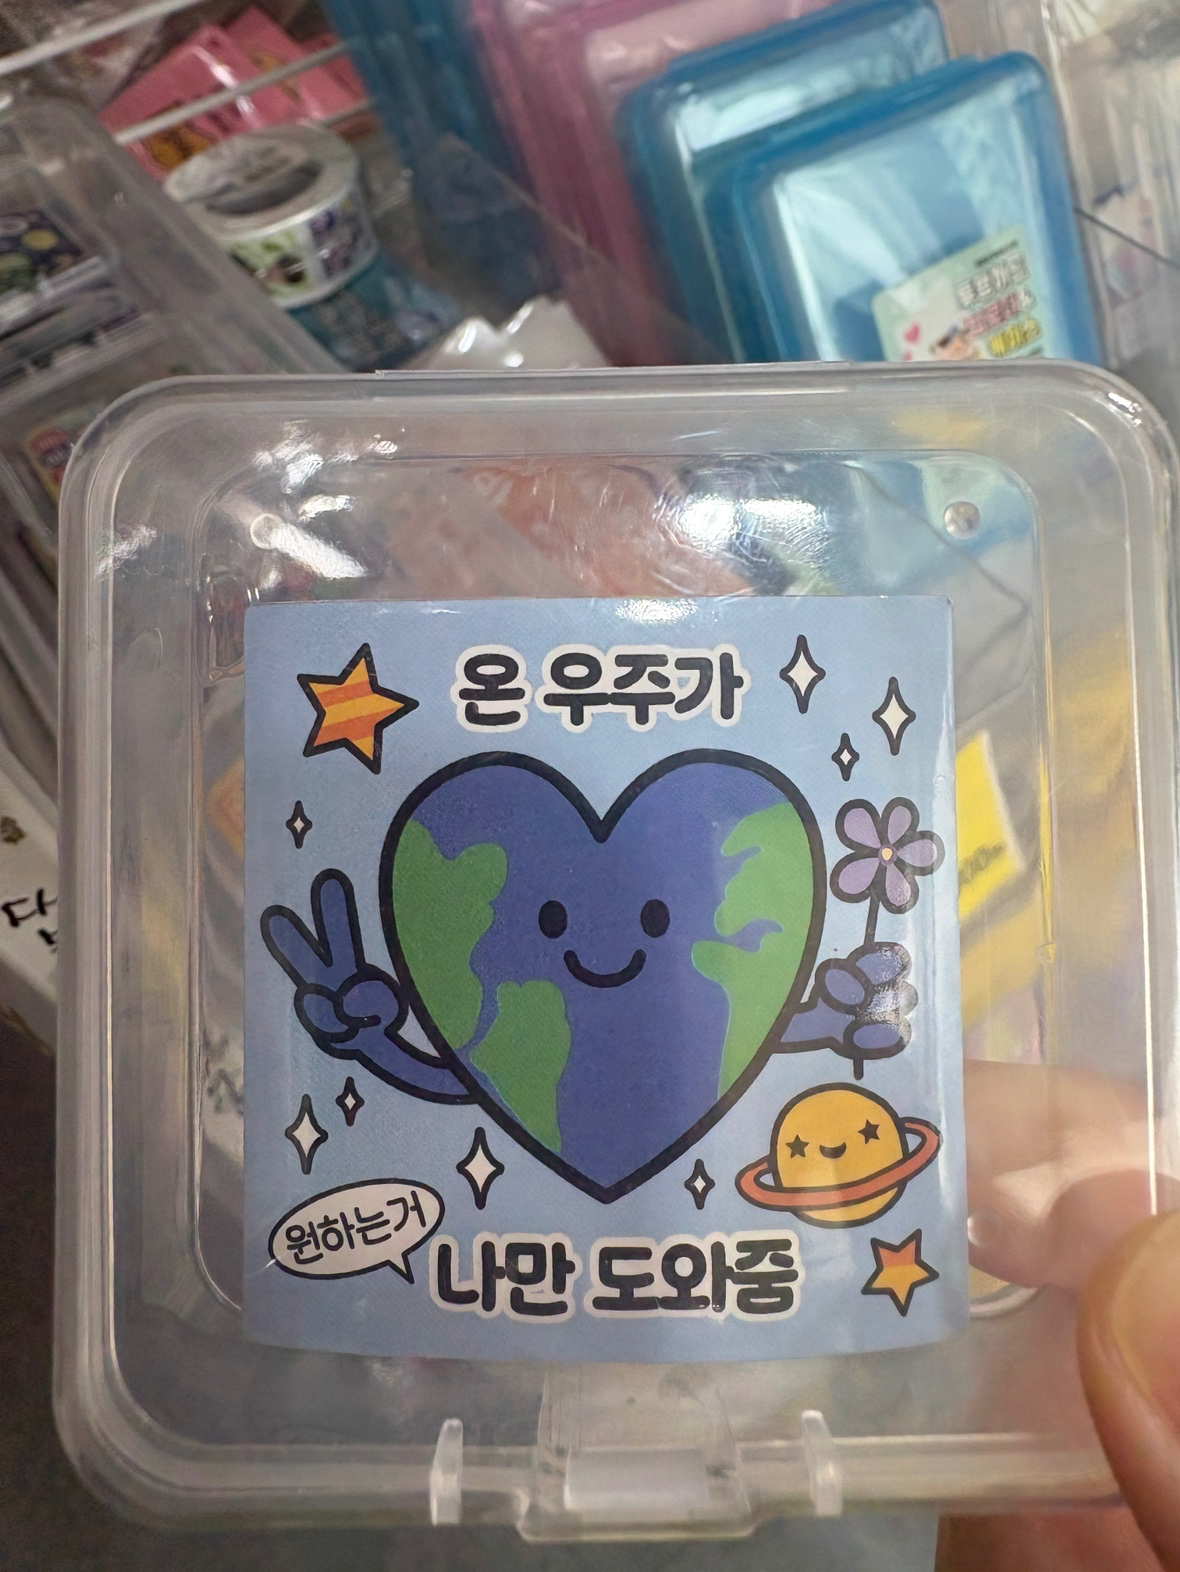 온 우주가
원하는거
나만 도와줌